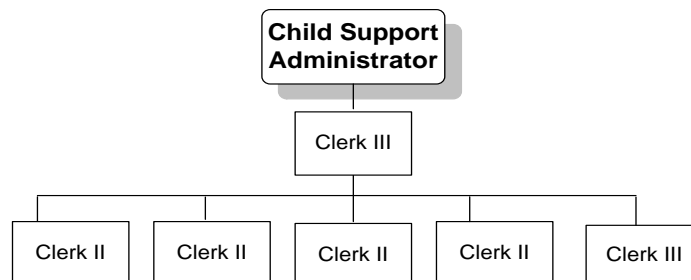 Child Support
Administrator
Clerk III
Clerk II
Clerk II
Clerk II
Clerk II
Clerk III